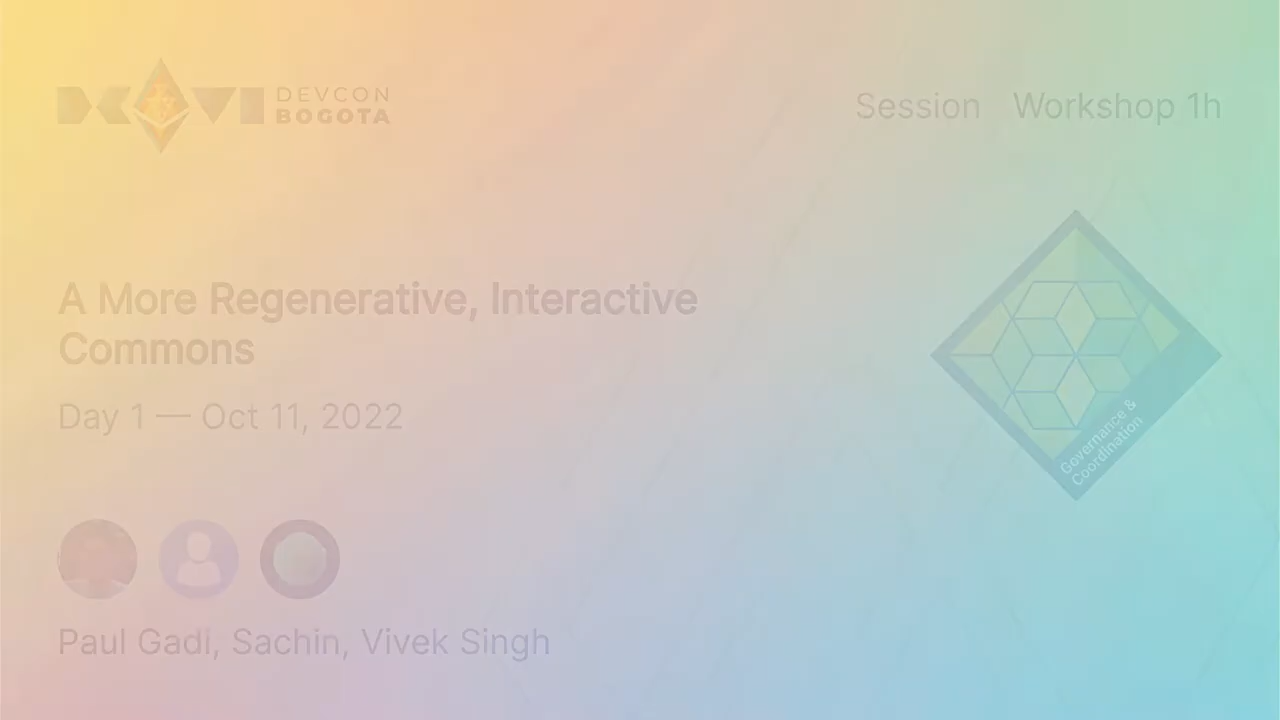 DEVCON
BOGOTA
Session Workshop 1h
A More Regenerative, Interactive
Commons
Day 1 — Oct 11, 2022
Governance &
Coordination
Paul Gadi, Sachin, Vivek Singh